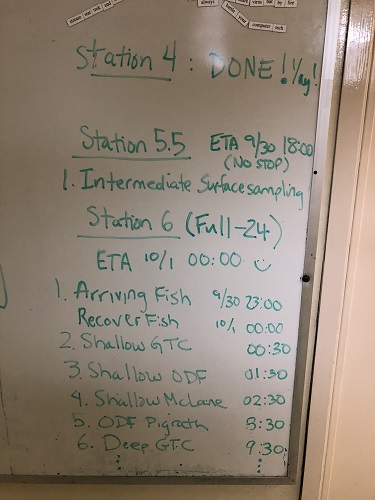 always
Station 4 : DONE! Yay!
Station 5.5 ETA 9/30 18:00
(NO STOP)
1. Intermediate Surface sampling
Station 6 (Full-24)
ETA 10/1 00:00
1. Arriving Fish 9/30 23:00
Recover Fish 10/1 00:00
2. Shallow GTC 00:30
3. Shallow ODF 01:30
4. Shallow McLane 02:30
5. ODF 3:30
6. Deep GTC 9:30